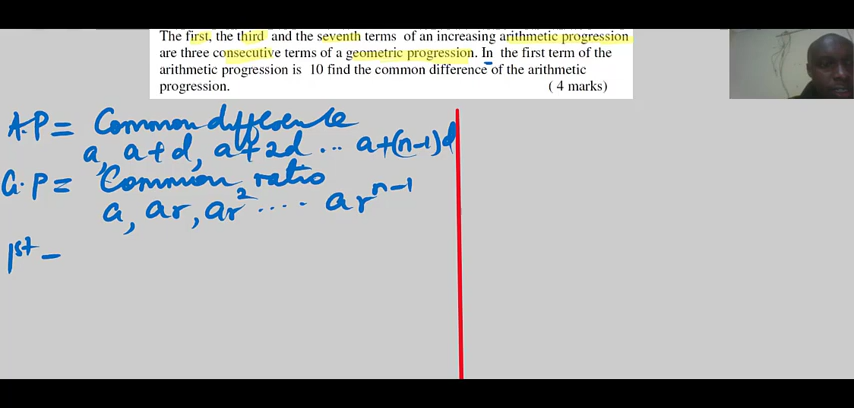 The first, the third and the seventh terms of an increasing arithmetic progression
are three consecutive terms of a geometric progression. In the first term of the
arithmetic progression is 10 find the common difference of the arithmetic
progression. ( 4 marks)
A.P = Common difference
a, a+d, a+2d ... a+(n-1)d
G.P = Common ratio
a, ar, ar² .... ar^{n-1}
1st -